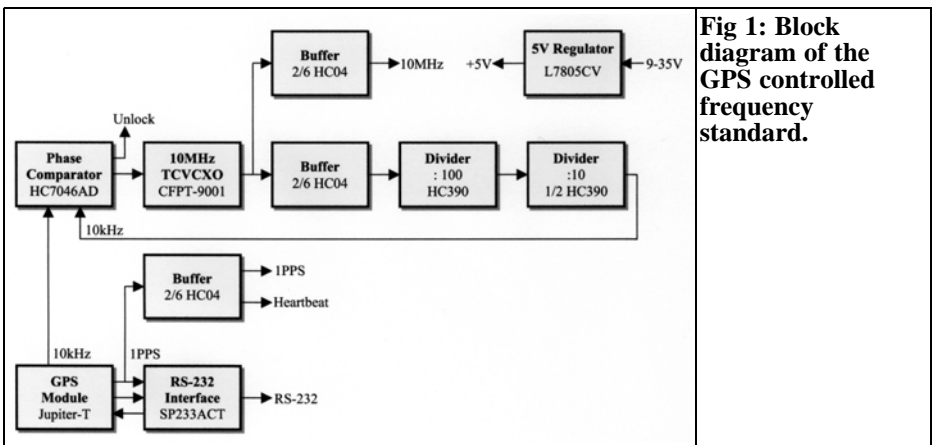 Buffer
2/6 HC04
10MHz
+5V
5V Regulator
L7805CV
9-35V
Unlock
Phase
Comparator
HC7046AD
10MHz
TCVCXO
CFPT-9001
Buffer
2/6 HC04
Divider
: 100
HC390
Divider
:10
1/2 HC390
10kHz
Buffer
2/6 HC04
1PPS
Heartbeat
10kHz
1PPS
GPS
Module
Jupiter-T
RS-232
Interface
SP233ACT
RS-232
Fig 1: Block
diagram of the
GPS controlled
frequency
standard.